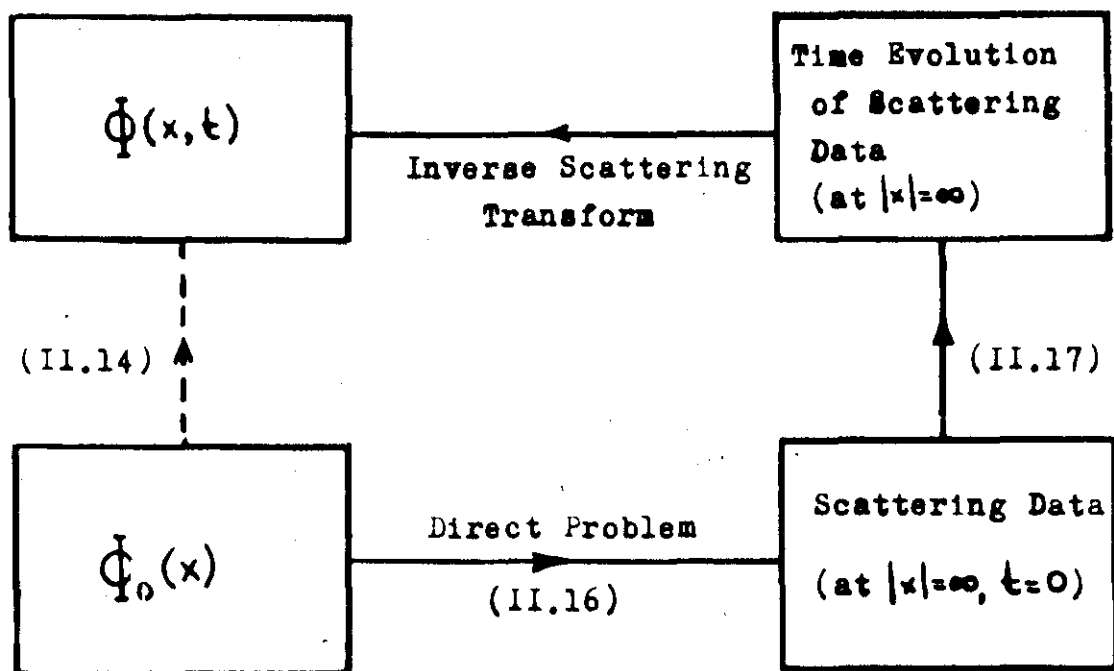 Φ(x,t)
Time Evolution
of Scattering
Data
(at |x|=∞)
Inverse Scattering
Transform
(II.14)
(II.17)
Φ₀(x)
Direct Problem
(II.16)
Scattering Data
(at |x|=∞, t=0)